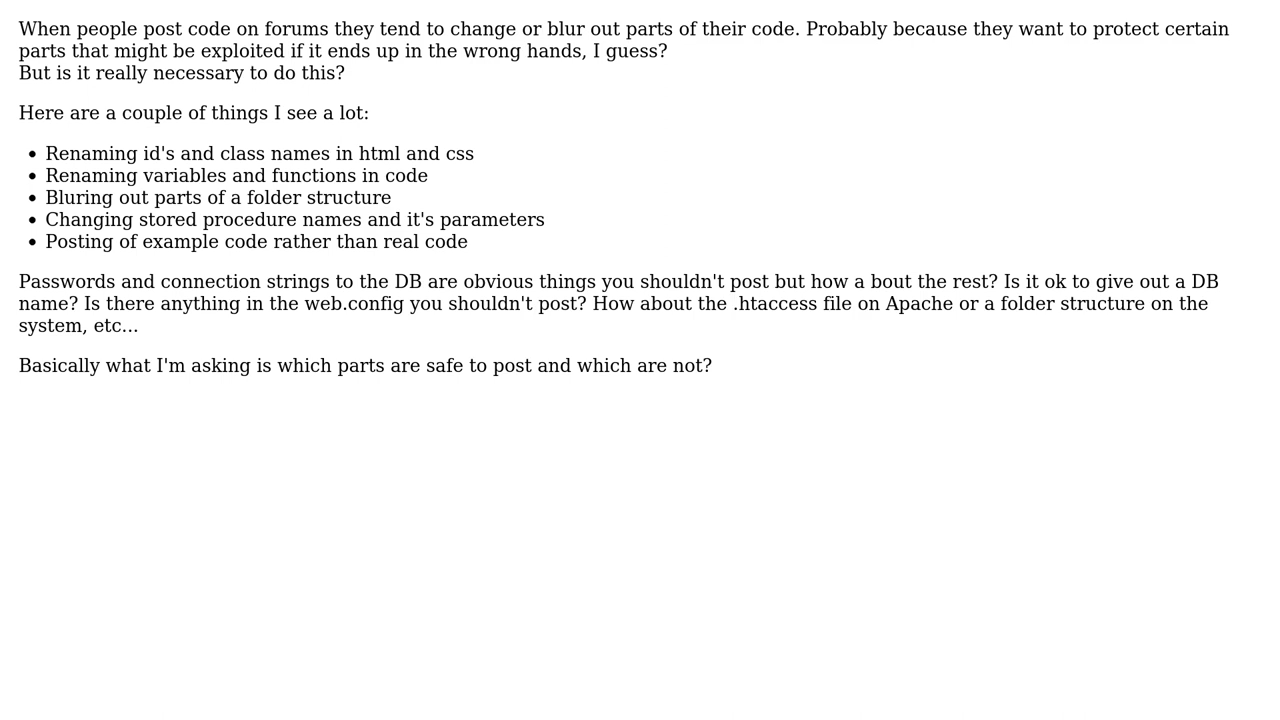 When people post code on forums they tend to change or blur out parts of their code. Probably because they want to protect certain
parts that might be exploited if it ends up in the wrong hands, I guess?
But is it really necessary to do this?
Here are a couple of things I see a lot:
• Renaming id's and class names in html and css
• Renaming variables and functions in code
• Bluring out parts of a folder structure
• Changing stored procedure names and it's parameters
• Posting of example code rather than real code
Passwords and connection strings to the DB are obvious things you shouldn't post but how a bout the rest? Is it ok to give out a DB
name? Is there anything in the web.config you shouldn't post? How about the .htaccess file on Apache or a folder structure on the
system, etc...
Basically what I'm asking is which parts are safe to post and which are not?